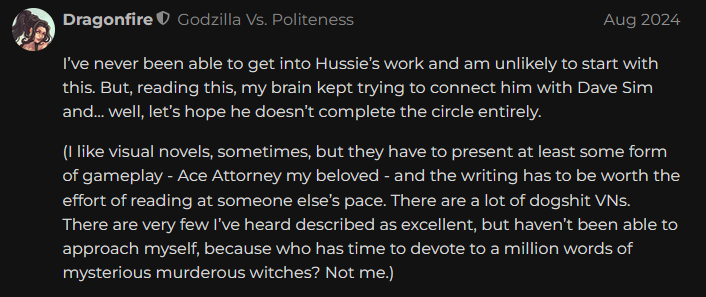 Dragonfire Godzilla Vs. Politeness Aug 2024
I’ve never been able to get into Hussie’s work and am unlikely to start with
this. But, reading this, my brain kept trying to connect him with Dave Sim
and… well, let’s hope he doesn’t complete the circle entirely.
(I like visual novels, sometimes, but they have to present at least some form
of gameplay - Ace Attorney my beloved - and the writing has to be worth the
effort of reading at someone else’s pace. There are a lot of dogshit VNs.
There are very few I’ve heard described as excellent, but haven’t been able to
approach myself, because who has time to devote to a million words of
mysterious murderous witches? Not me.)